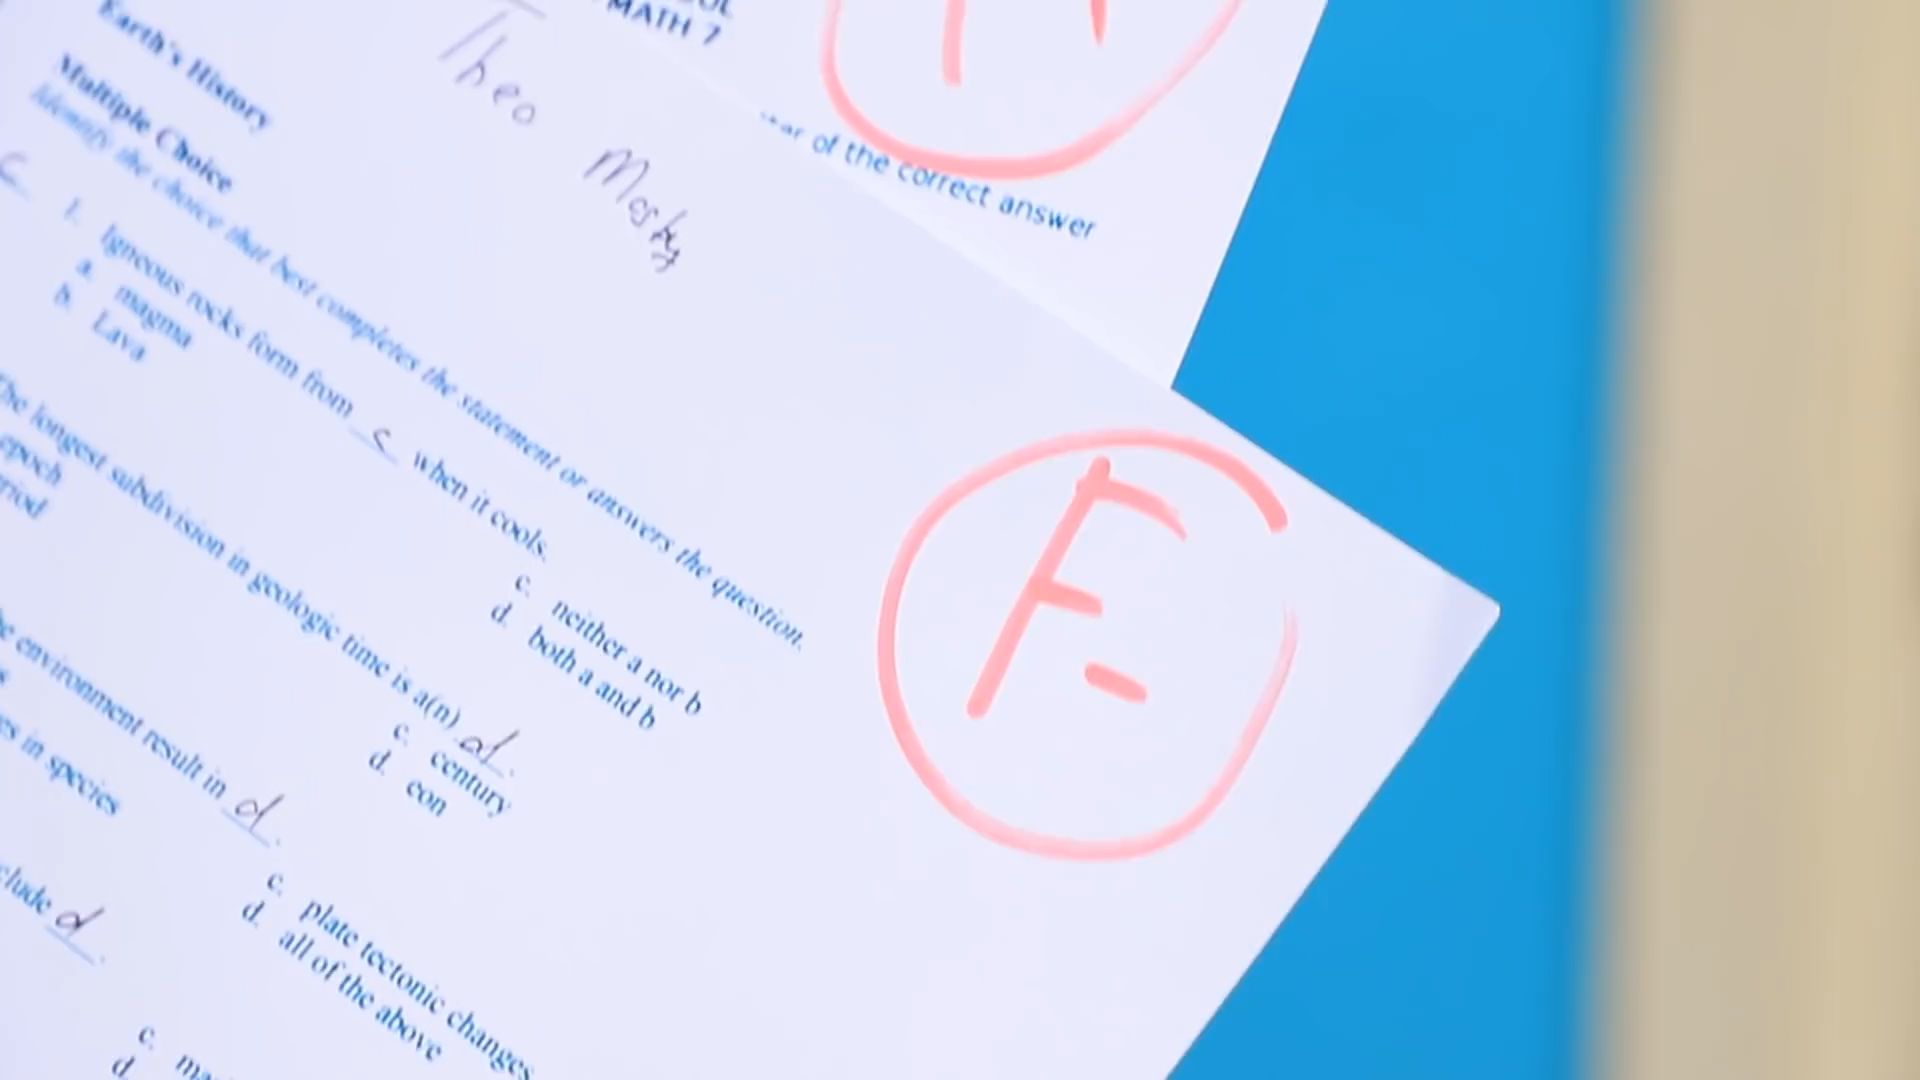 MATH 7
of the correct answer
Theo Mosby
Earth's History
Multiple Choice
Identify the choice that best completes the statement or answers the question.
c 1. Igneous rocks form from c when it cools.
a. magma
b. Lava
c. neither a nor b
d. both a and b
The longest subdivision in geologic time is a(n) d.
epoch
c. century
d. eon
environment result in d.
in species
c. plate tectonic changes
d. all of the above
d.
c.
d.
F-